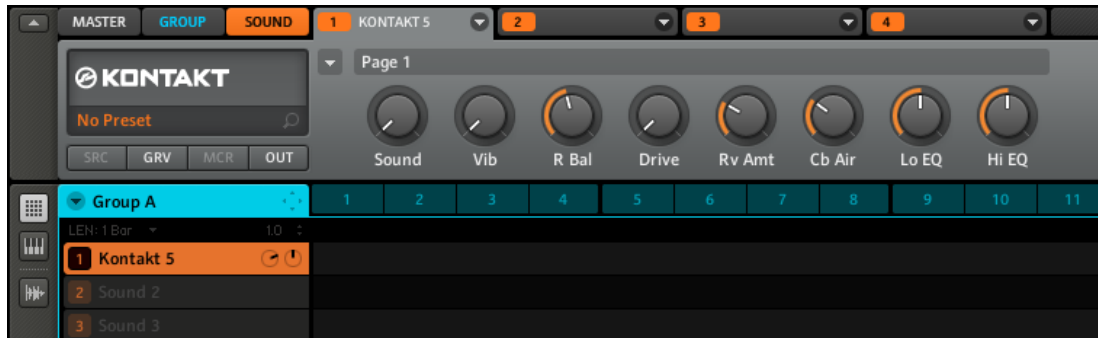 MASTER GROUP SOUND 1 KONTAKT 5 2 3 4
KONTAKT
Page 1
No Preset
Sound Vib R Bal Drive Rv Amt Cb Air Lo EQ Hi EQ
SRC GRV MCR OUT
Group A 1 2 3 4 5 6 7 8 9 10 11
LEN: 1 Bar 1.0
1 Kontakt 5
2 Sound 2
3 Sound 3